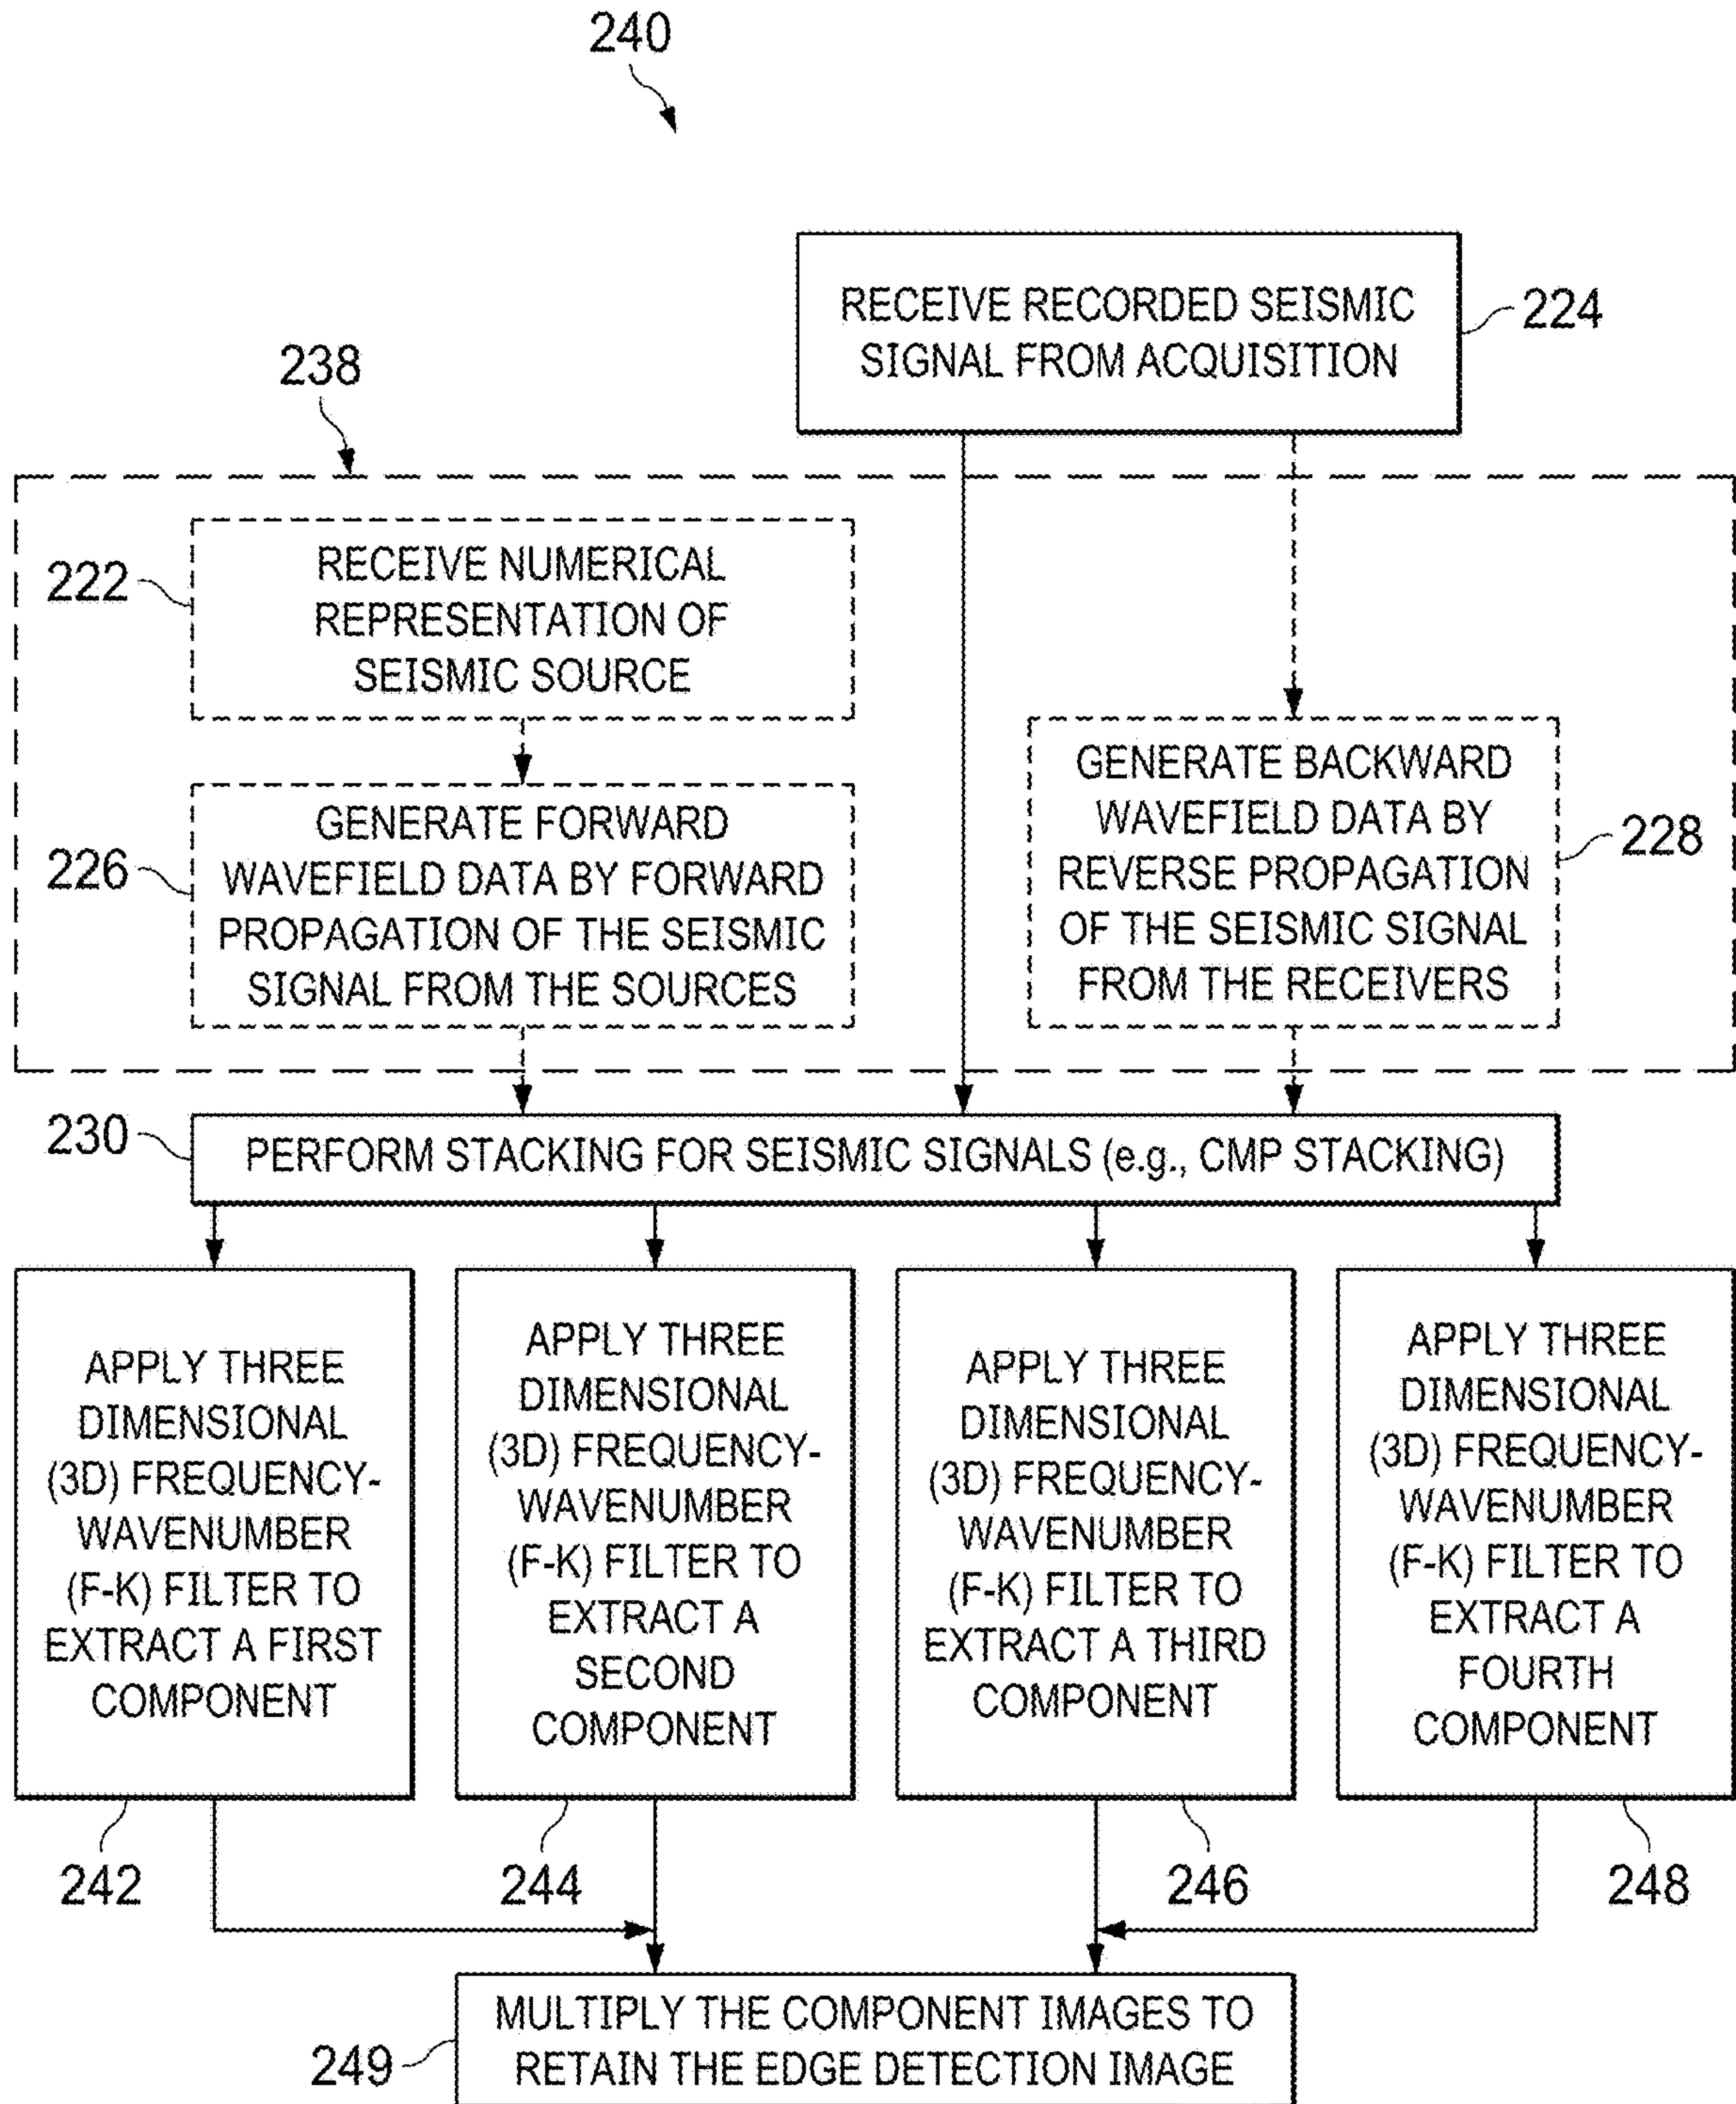 240
RECEIVE RECORDED SEISMIC
SIGNAL FROM ACQUISITION
224
238
222
RECEIVE NUMERICAL
REPRESENTATION OF
SEISMIC SOURCE
226
GENERATE FORWARD
WAVEFIELD DATA BY FORWARD
PROPAGATION OF THE SEISMIC
SIGNAL FROM THE SOURCES
GENERATE BACKWARD
WAVEFIELD DATA BY
REVERSE PROPAGATION
OF THE SEISMIC SIGNAL
FROM THE RECEIVERS
228
230
PERFORM STACKING FOR SEISMIC SIGNALS (e.g., CMP STACKING)
APPLY THREE
DIMENSIONAL
(3D) FREQUENCY-
WAVENUMBER
(F-K) FILTER TO
EXTRACT A FIRST
COMPONENT
242
APPLY THREE
DIMENSIONAL
(3D) FREQUENCY-
WAVENUMBER
(F-K) FILTER TO
EXTRACT A
SECOND
COMPONENT
244
APPLY THREE
DIMENSIONAL
(3D) FREQUENCY-
WAVENUMBER
(F-K) FILTER TO
EXTRACT A THIRD
COMPONENT
246
APPLY THREE
DIMENSIONAL
(3D) FREQUENCY-
WAVENUMBER
(F-K) FILTER TO
EXTRACT A
FOURTH
COMPONENT
248
249
MULTIPLY THE COMPONENT IMAGES TO
RETAIN THE EDGE DETECTION IMAGE